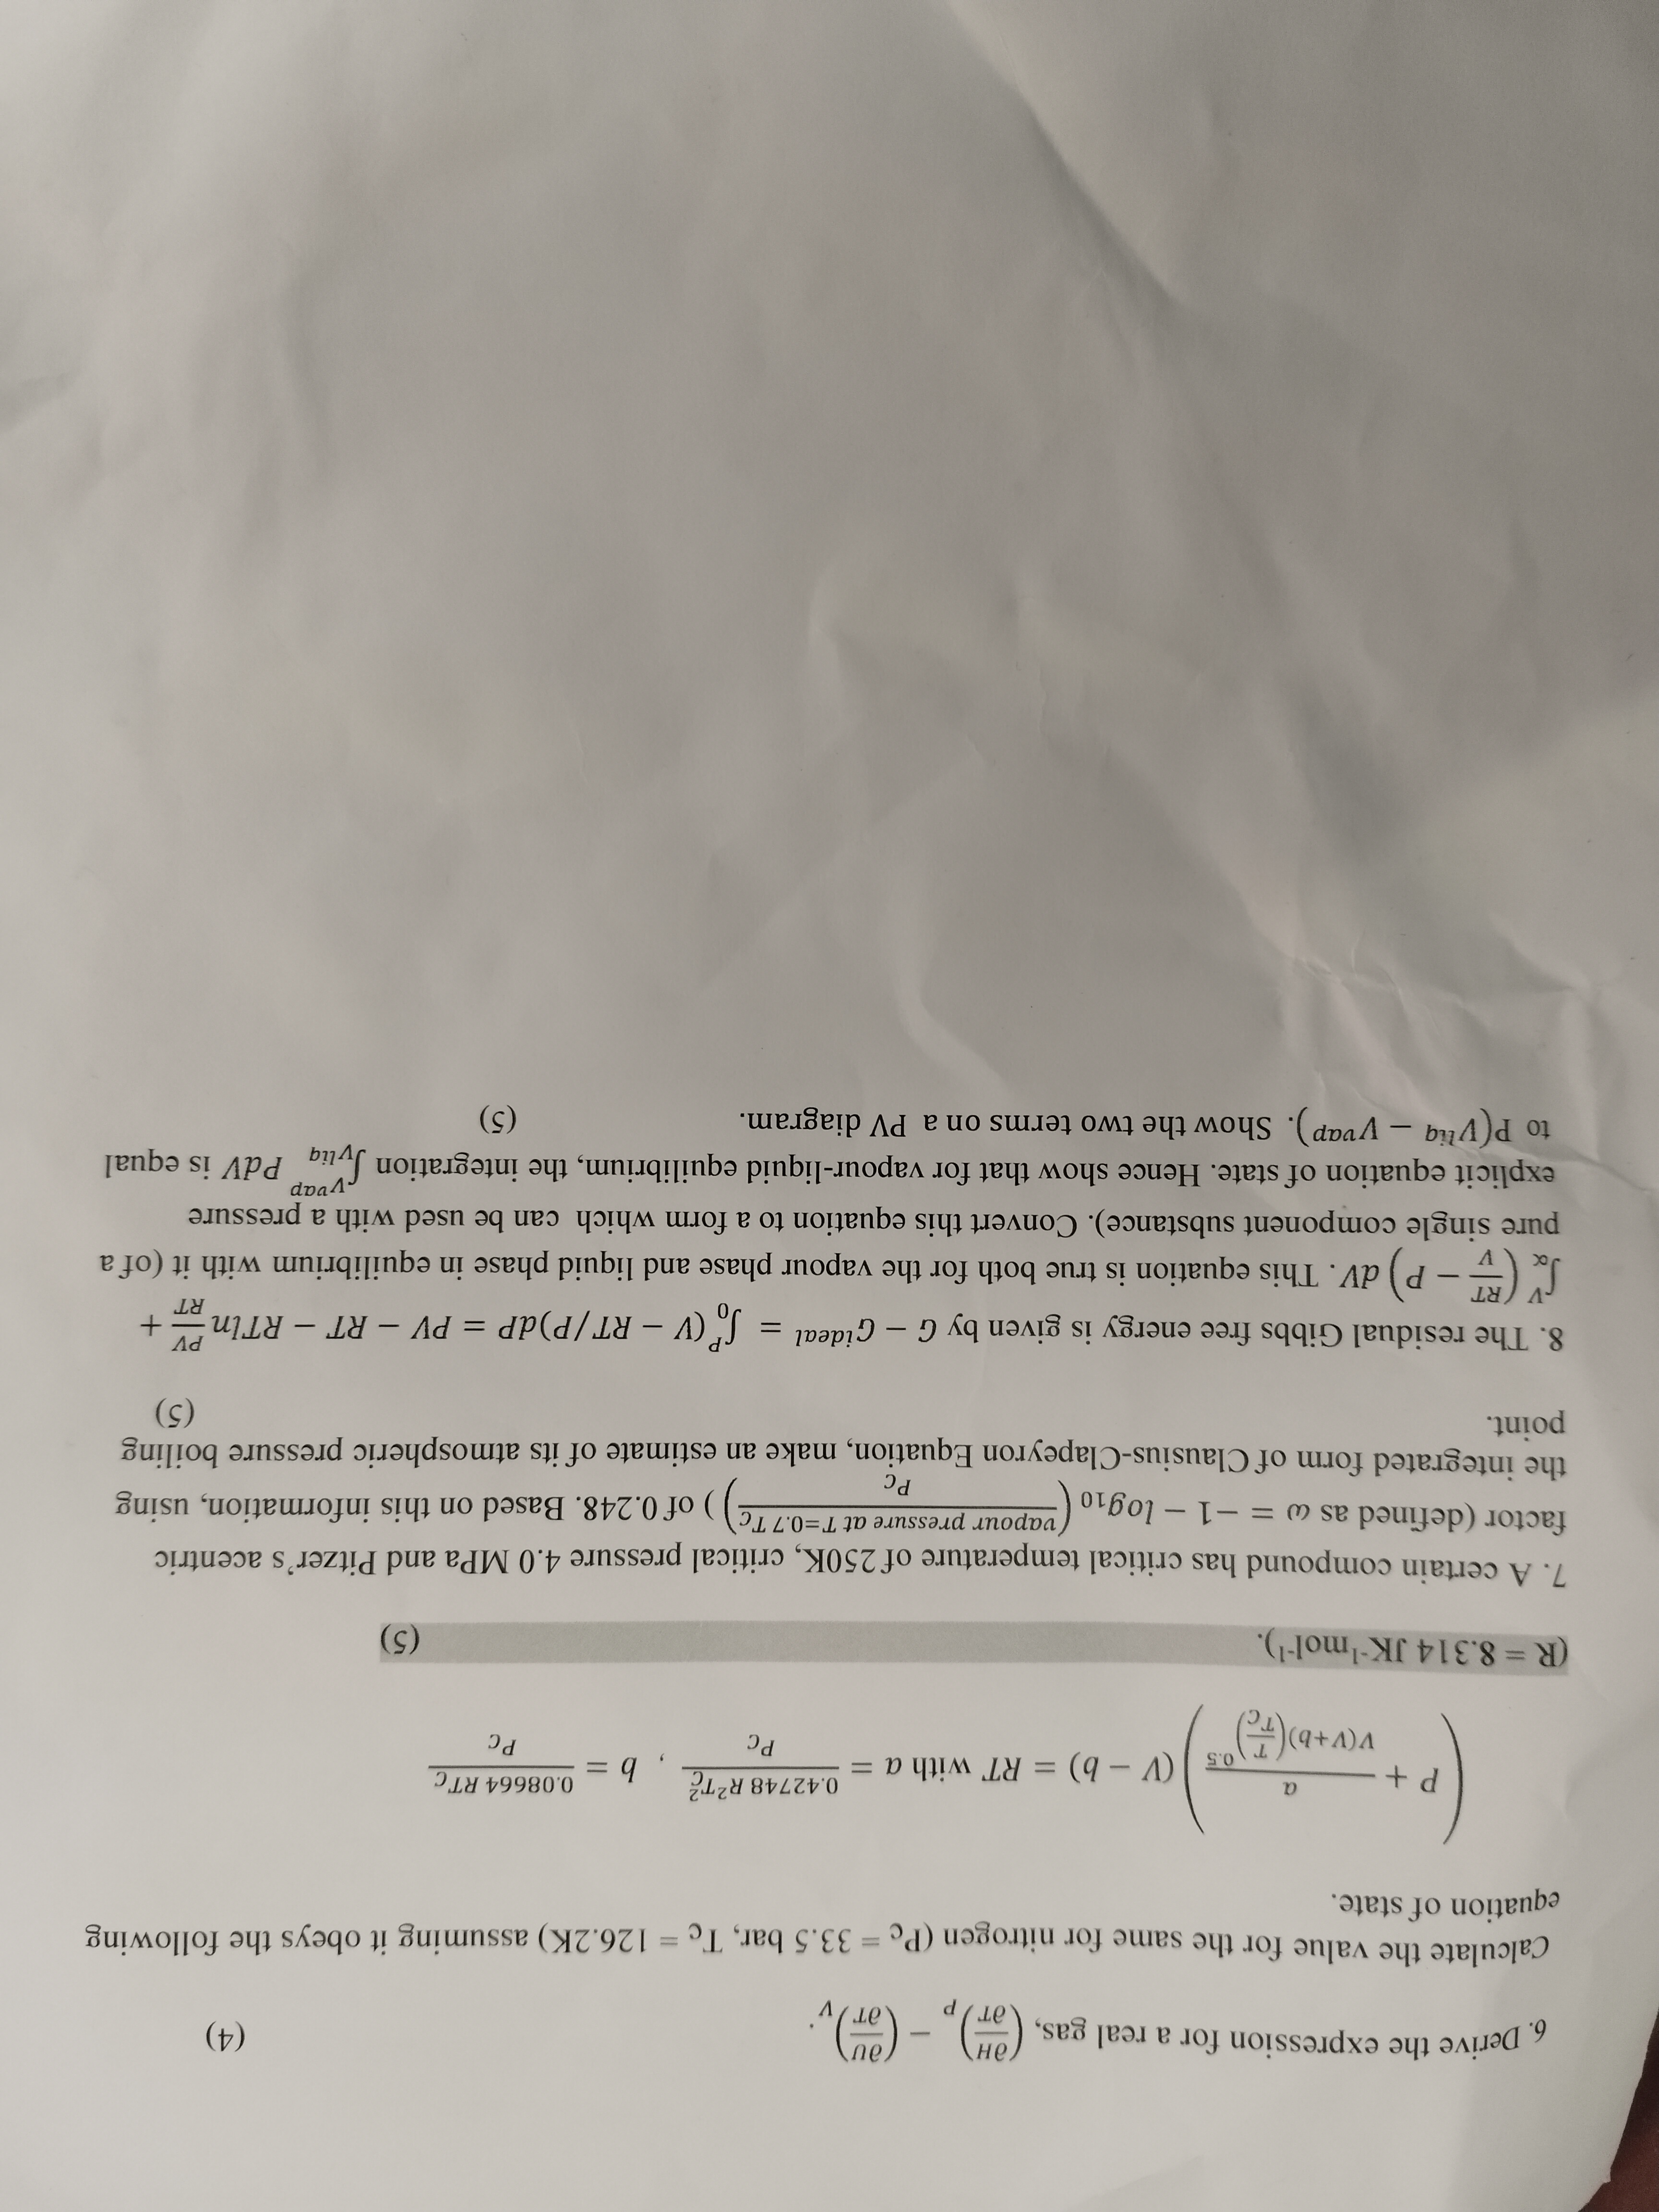 6. Derive the expression for a real gas, (∂H/∂T)_P − (∂U/∂T)_V. (4)
Calculate the value for the same for nitrogen (P_C = 33.5 bar, T_C = 126.2K) assuming it obeys the following
equation of state.
(P + a/(V(V+b)(T/T_C)^0.5)) (V − b) = RT with a = 0.42748 R²T_C²/P_C , b = 0.08664 RT_C/P_C
(R = 8.314 JK⁻¹mol⁻¹). (5)
7. A certain compound has critical temperature of 250K, critical pressure 4.0 MPa and Pitzer’s acentric
factor (defined as ω = −1 − log₁₀ (vapour pressure at T=0.7 T_C/P_C) ) of 0.248. Based on this information, using
the integrated form of Clausius-Clapeyron Equation, make an estimate of its atmospheric pressure boiling
point. (5)
8. The residual Gibbs free energy is given by G − G^ideal = ∫_0^P (V − RT/P)dP = PV − RT − RTln PV/RT +
∫_∝^V (RT/V − P) dV. This equation is true both for the vapour phase and liquid phase in equilibrium with it (of a
pure single component substance). Convert this equation to a form which can be used with a pressure
explicit equation of state. Hence show that for vapour-liquid equilibrium, the integration ∫_{V^liq}^{V^vap} PdV is equal
to P(V^liq − V^vap). Show the two terms on a PV diagram. (5)